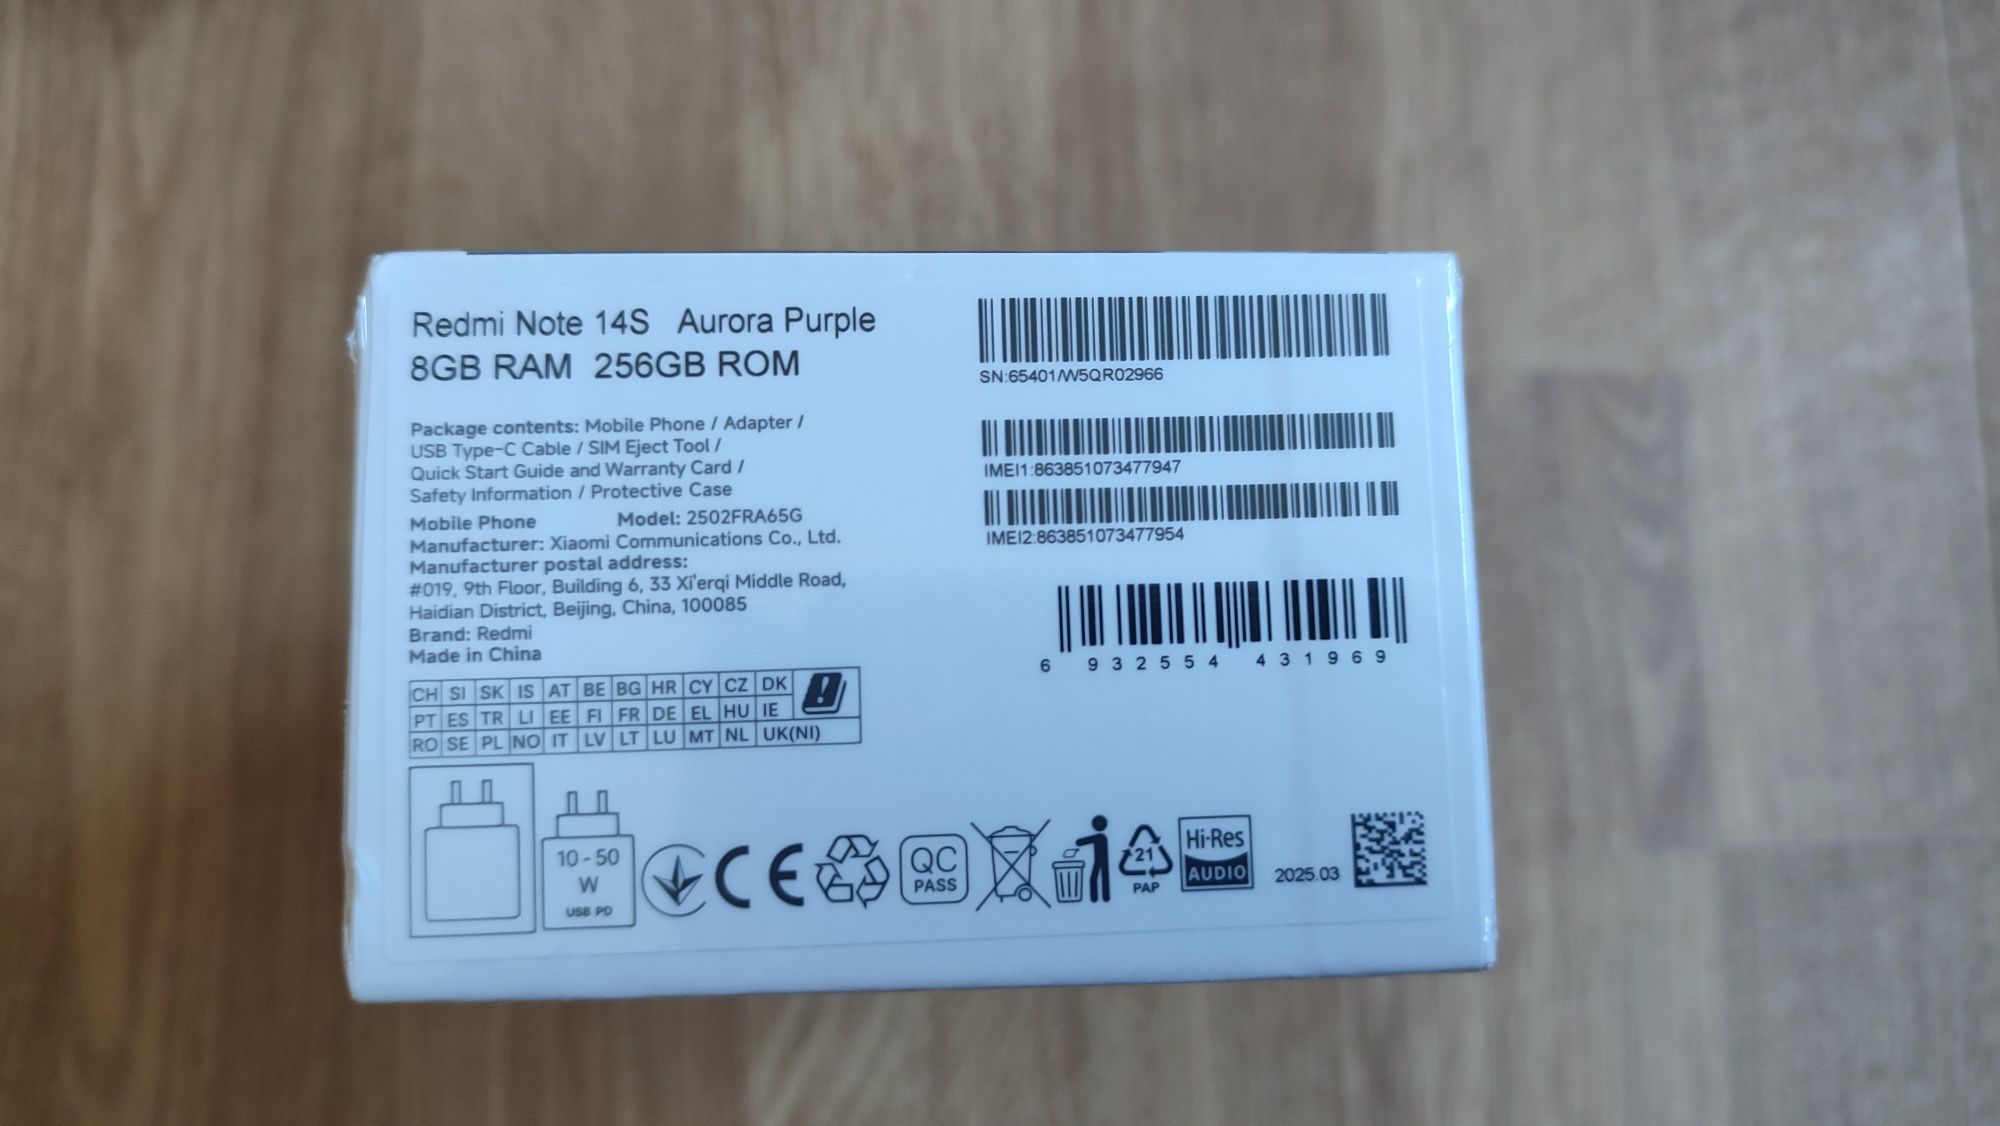 Redmi Note 14S Aurora Purple
8GB RAM 256GB ROM
Package contents: Mobile Phone / Adapter /
USB Type-C Cable / SIM Eject Tool /
Quick Start Guide and Warranty Card /
Safety Information / Protective Case
Mobile Phone Model: 2502FRA65G
Manufacturer: Xiaomi Communications Co., Ltd.
Manufacturer postal address:
#019, 9th Floor, Building 6, 33 Xi'erqi Middle Road,
Haidian District, Beijing, China, 100085
Brand: Redmi
Made in China
CH SI SK IS AT BE BG HR CY CZ DK
PT ES TR LI EE FI FR DE EL HU IE
RO SE PL NO IT LV LT LU MT NL UK(NI)
10 - 50
W
USB PD
CE
QC
PASS
21
PAP
Hi-Res
AUDIO
2025.03
SN:65401/W5QR02966
IMEI1:863851073477947
IMEI2:863851073477954
6 932554 431969